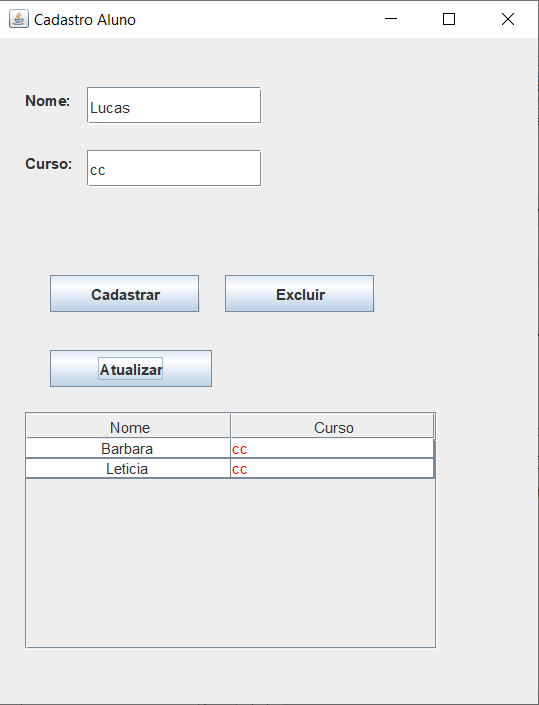 Cadastro Aluno
Nome: Lucas
Curso: cc
Cadastrar Excluir
Atualizar
Nome Curso
Barbara cc
Leticia cc